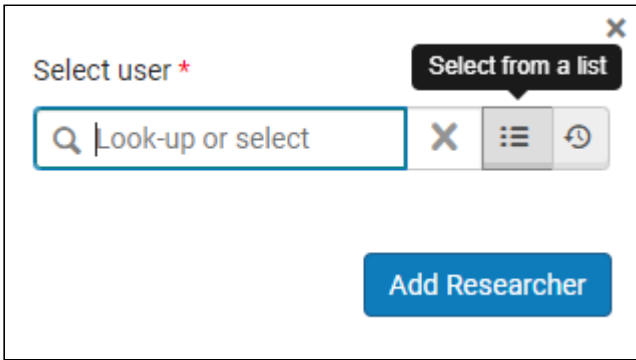 Select user *
Select from a list
Look-up or select
Add Researcher